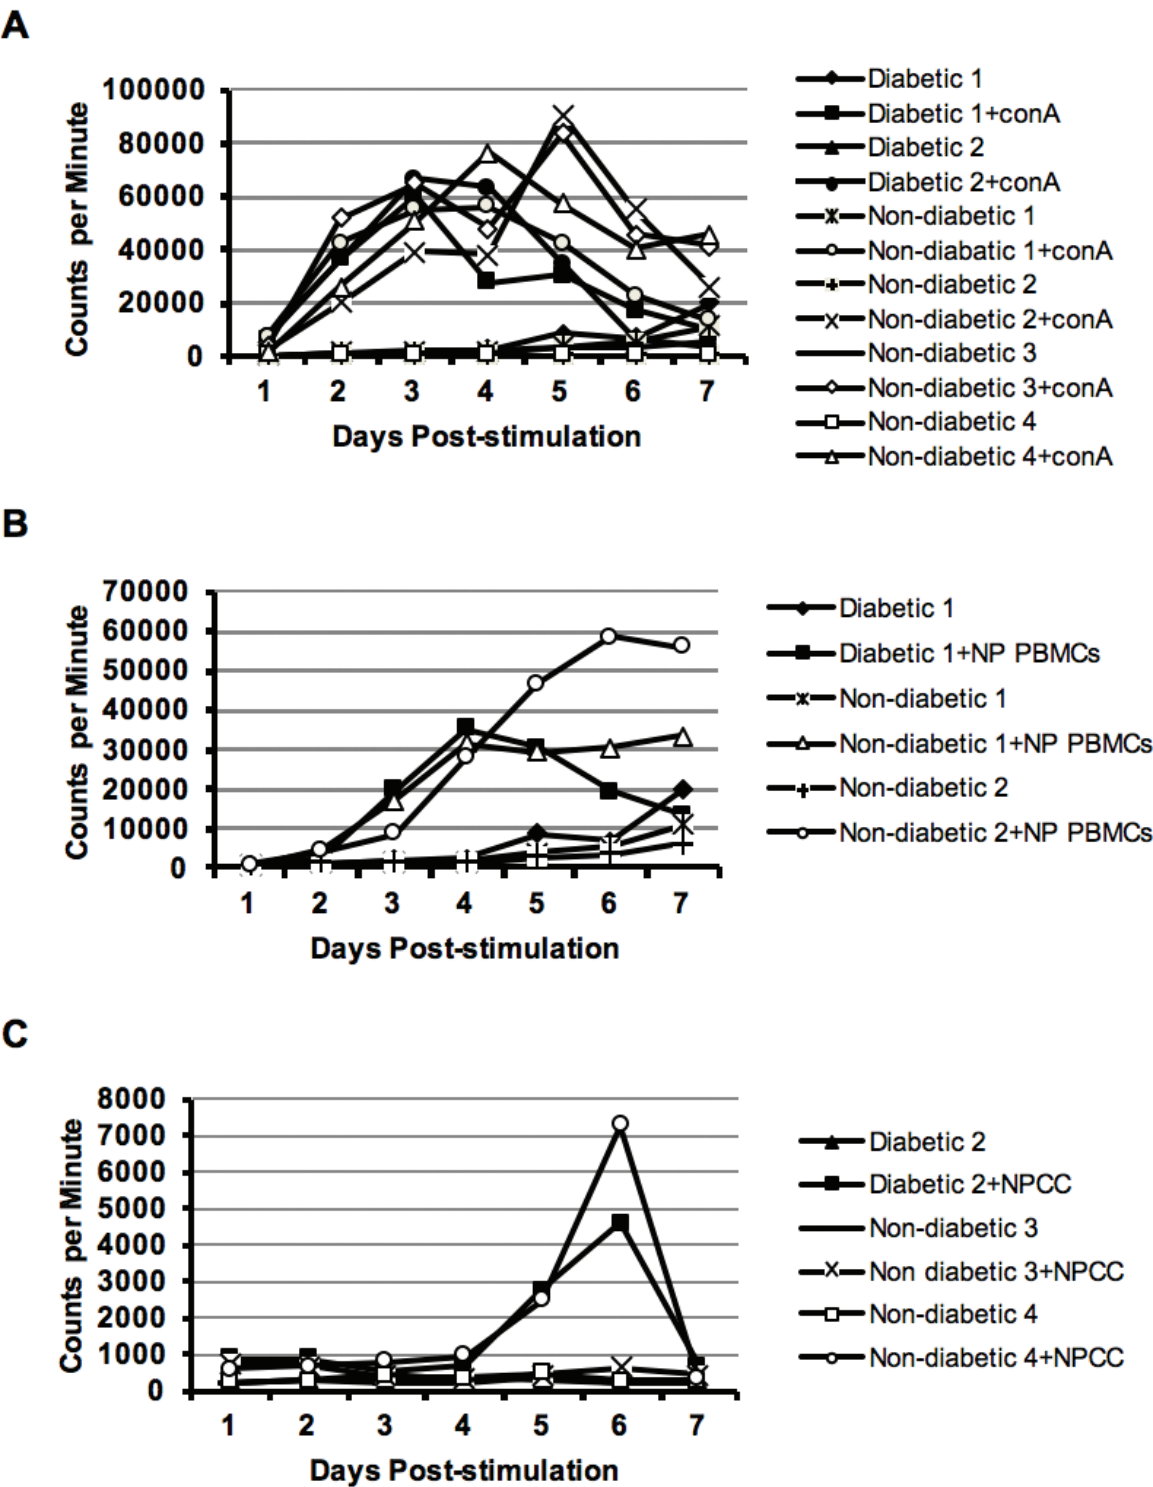 A
Counts per Minute
100000
80000
60000
40000
20000
0
1 2 3 4 5 6 7
Days Post-stimulation
Diabetic 1
Diabetic 1+conA
Diabetic 2
Diabetic 2+conA
Non-diabetic 1
Non-diabatic 1+conA
Non-diabetic 2
Non-diabetic 2+conA
Non-diabetic 3
Non-diabetic 3+conA
Non-diabetic 4
Non-diabetic 4+conA
B
Counts per Minute
70000
60000
50000
40000
30000
20000
10000
0
1 2 3 4 5 6 7
Days Post-stimulation
Diabetic 1
Diabetic 1+NP PBMCs
Non-diabetic 1
Non-diabetic 1+NP PBMCs
Non-diabetic 2
Non-diabetic 2+NP PBMCs
C
Counts per Minute
8000
7000
6000
5000
4000
3000
2000
1000
0
1 2 3 4 5 6 7
Days Post-stimulation
Diabetic 2
Diabetic 2+NPCC
Non-diabetic 3
Non diabetic 3+NPCC
Non-diabetic 4
Non-diabetic 4+NPCC